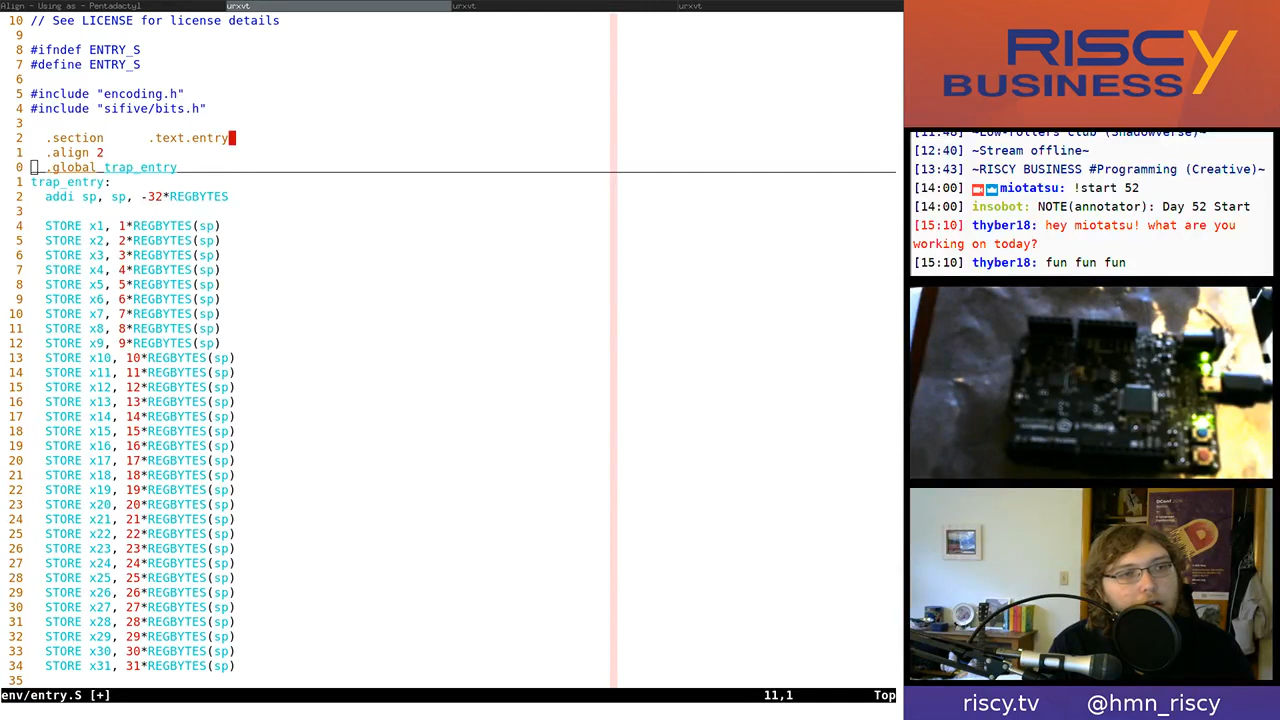 Align - Using as - Pentadactyl
urxvt
urxvt
urxvt
10 // See LICENSE for license details
9
8 #ifndef ENTRY_S
7 #define ENTRY_S
6
5 #include "encoding.h"
4 #include "sifive/bits.h"
3
2 .section .text.entry
1 .align 2
0 .global trap_entry
1 trap_entry:
2 addi sp, sp, -32*REGBYTES
3
4 STORE x1, 1*REGBYTES(sp)
5 STORE x2, 2*REGBYTES(sp)
6 STORE x3, 3*REGBYTES(sp)
7 STORE x4, 4*REGBYTES(sp)
8 STORE x5, 5*REGBYTES(sp)
9 STORE x6, 6*REGBYTES(sp)
10 STORE x7, 7*REGBYTES(sp)
11 STORE x8, 8*REGBYTES(sp)
12 STORE x9, 9*REGBYTES(sp)
13 STORE x10, 10*REGBYTES(sp)
14 STORE x11, 11*REGBYTES(sp)
15 STORE x12, 12*REGBYTES(sp)
16 STORE x13, 13*REGBYTES(sp)
17 STORE x14, 14*REGBYTES(sp)
18 STORE x15, 15*REGBYTES(sp)
19 STORE x16, 16*REGBYTES(sp)
20 STORE x17, 17*REGBYTES(sp)
21 STORE x18, 18*REGBYTES(sp)
22 STORE x19, 19*REGBYTES(sp)
23 STORE x20, 20*REGBYTES(sp)
24 STORE x21, 21*REGBYTES(sp)
25 STORE x22, 22*REGBYTES(sp)
26 STORE x23, 23*REGBYTES(sp)
27 STORE x24, 24*REGBYTES(sp)
28 STORE x25, 25*REGBYTES(sp)
29 STORE x26, 26*REGBYTES(sp)
30 STORE x27, 27*REGBYTES(sp)
31 STORE x28, 28*REGBYTES(sp)
32 STORE x29, 29*REGBYTES(sp)
33 STORE x30, 30*REGBYTES(sp)
34 STORE x31, 31*REGBYTES(sp)
35
env/entry.S [+] 11,1 Top
RISCY
BUSINESS
[11:48] ~Low-rollers club (Shadowverse)~
[12:40] ~Stream offline~
[13:43] ~RISCY BUSINESS #Programming (Creative)~
[14:00] miotatsu: !start 52
[14:00] insobot: NOTE(annotator): Day 52 Start
[15:10] thyber18: hey miotatsu! what are you
working on today?
[15:10] thyber18: fun fun fun
riscy.tv @hmn_riscy